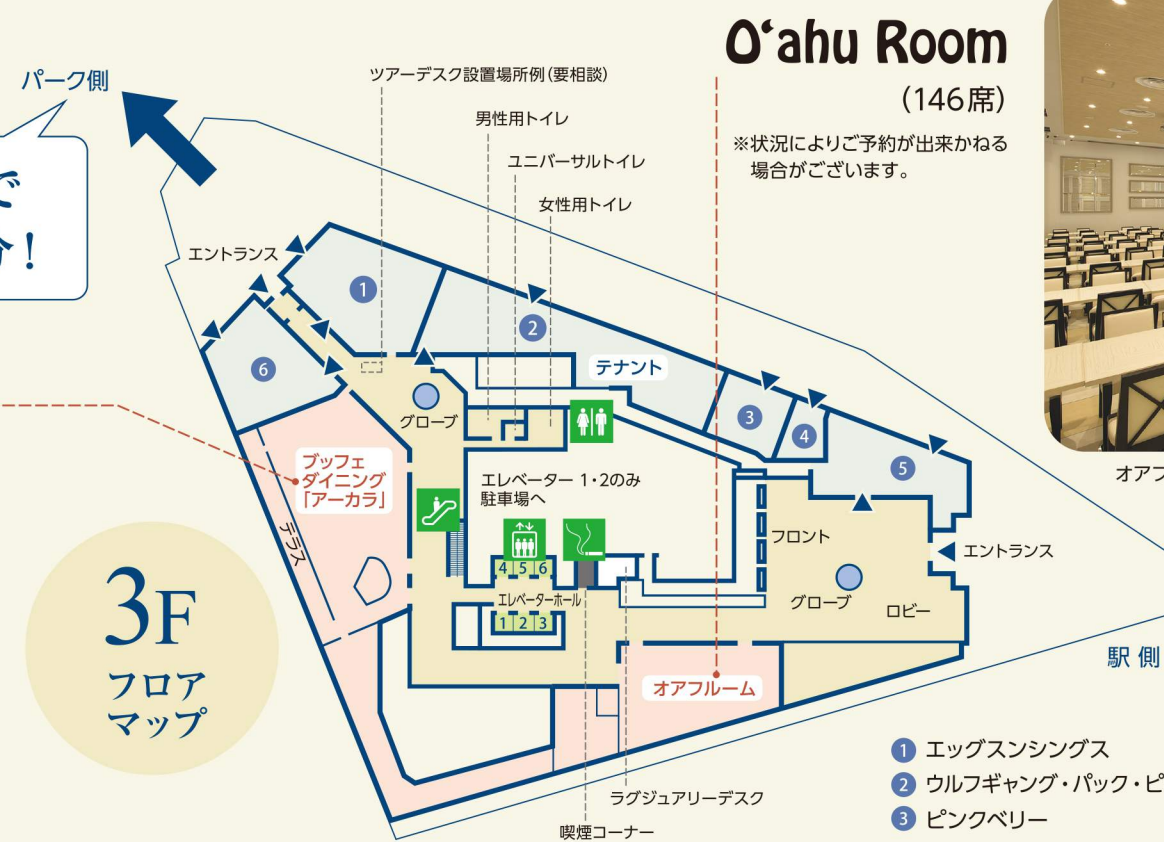 パーク側
で
!
ツアーデスク設置場所例(要相談)
男性用トイレ
ユニバーサルトイレ
女性用トイレ
エントランス
O‘ahu Room
(146席)
※状況によりご予約が出来かねる
場合がございます。
1
2
テナント
6
グローブ
3
4
5
ブッフェ
ダイニング
「アーカラ」
テラス
エレベーター 1・2のみ
駐車場へ
4 5 6
エレベーターホール
1 2 3
フロント
グローブ
ロビー
エントランス
オアフ
駅側
オアフルーム
3F
フロア
マップ
ラグジュアリーデスク
喫煙コーナー
1 エッグスンシングス
2 ウルフギャング・パック・ピ
3 ピンクベリー